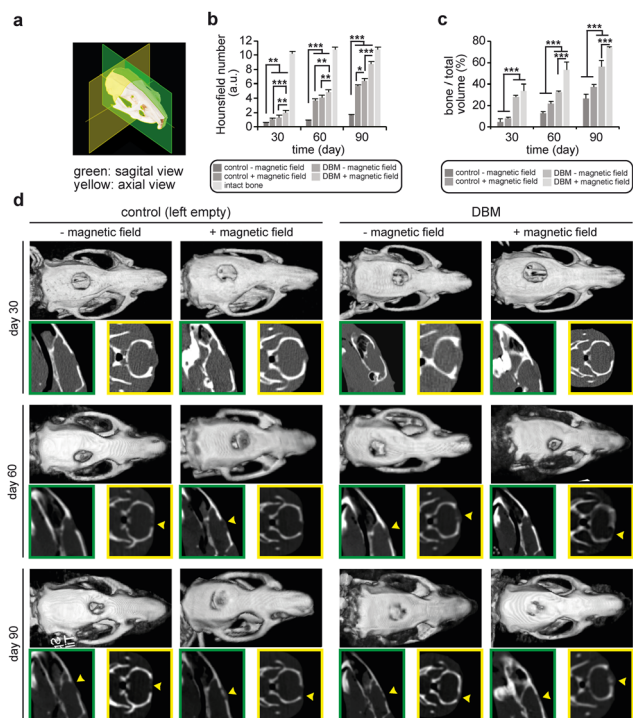 a
green: sagital view
yellow: axial view
b
Hounsfield number
(a.u.)
12
10
8
6
4
2
0
**
***
**
***
**
**
***
*
***
***
30
60
90
time (day)
control - magnetic field
DBM - magnetic field
control + magnetic field
DBM + magnetic field
intact bone
c
bone / total
volume (%)
80
60
40
20
0
***
***
***
***
***
30
60
90
time (day)
control - magnetic field
DBM - magnetic field
control + magnetic field
DBM + magnetic field
d
control (left empty)
DBM
- magnetic field
+ magnetic field
- magnetic field
+ magnetic field
day 30
day 60
day 90